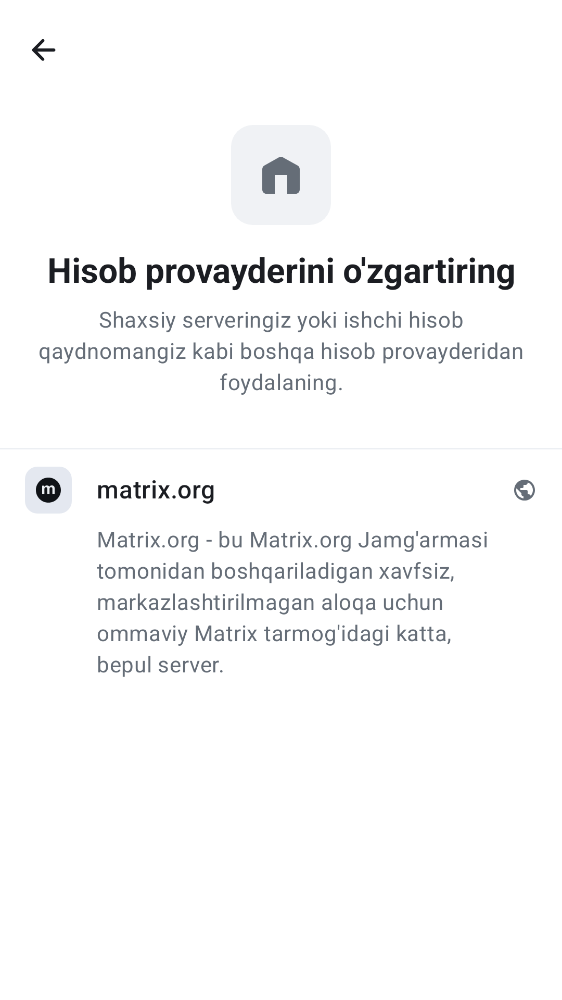 Hisob provayderini o'zgartiring
Shaxsiy serveringiz yoki ishchi hisob
qaydnomangiz kabi boshqa hisob provayderidan
foydalaning.
m
matrix.org
Matrix.org - bu Matrix.org Jamg'armasi
tomonidan boshqariladigan xavfsiz,
markazlashtirilmagan aloqa uchun
ommaviy Matrix tarmog'idagi katta,
bepul server.